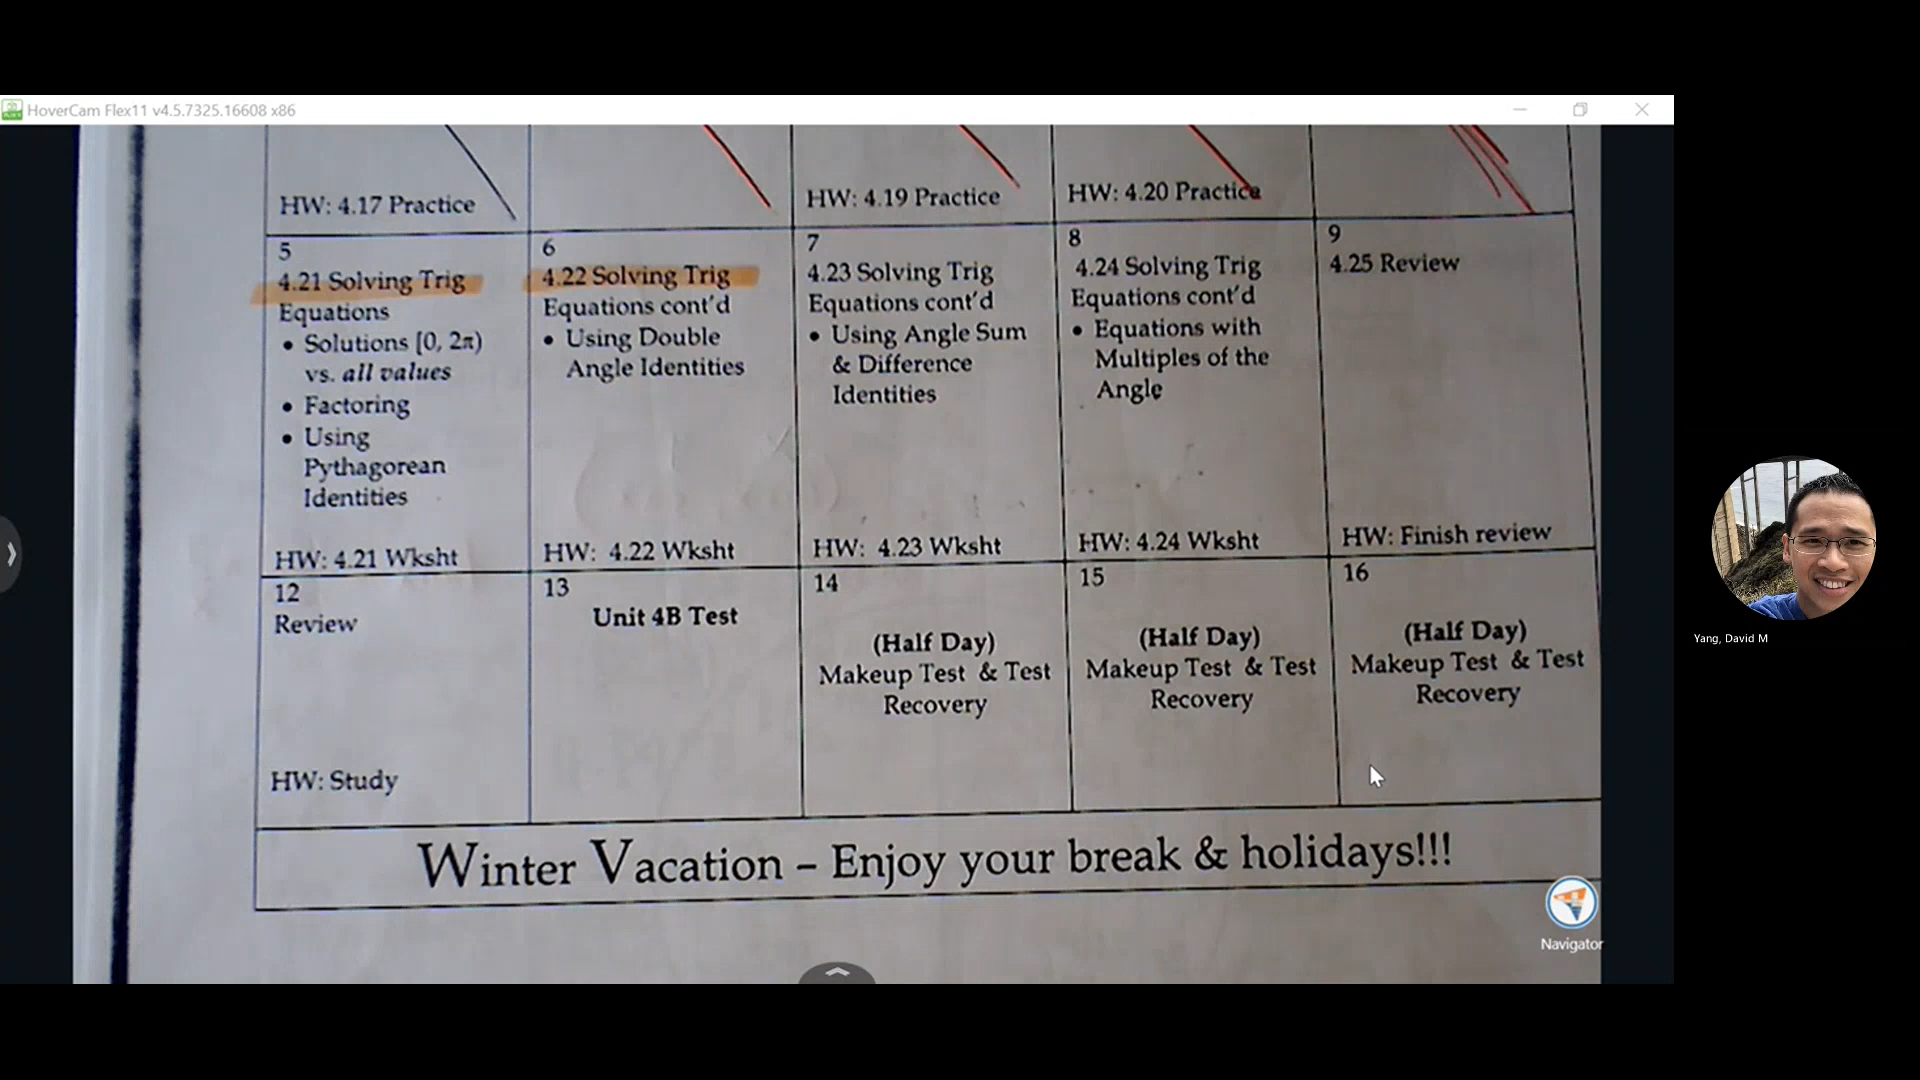 HoverCam Flex11 v4.5.7325.16608 x86
HW: 4.17 Practice
HW: 4.19 Practice
HW: 4.20 Practice
5
4.21 Solving Trig
Equations
• Solutions [0, 2π)
vs. all values
• Factoring
• Using
Pythagorean
Identities
HW: 4.21 Wksht
6
4.22 Solving Trig
Equations cont'd
• Using Double
Angle Identities
HW: 4.22 Wksht
7
4.23 Solving Trig
Equations cont'd
• Using Angle Sum
& Difference
Identities
HW: 4.23 Wksht
8
4.24 Solving Trig
Equations cont'd
• Equations with
Multiples of the
Angle
HW: 4.24 Wksht
9
4.25 Review
HW: Finish review
12
Review
HW: Study
13
Unit 4B Test
14
(Half Day)
Makeup Test & Test
Recovery
15
(Half Day)
Makeup Test & Test
Recovery
16
(Half Day)
Makeup Test & Test
Recovery
Winter Vacation – Enjoy your break & holidays!!!
Navigator
Yang, David M